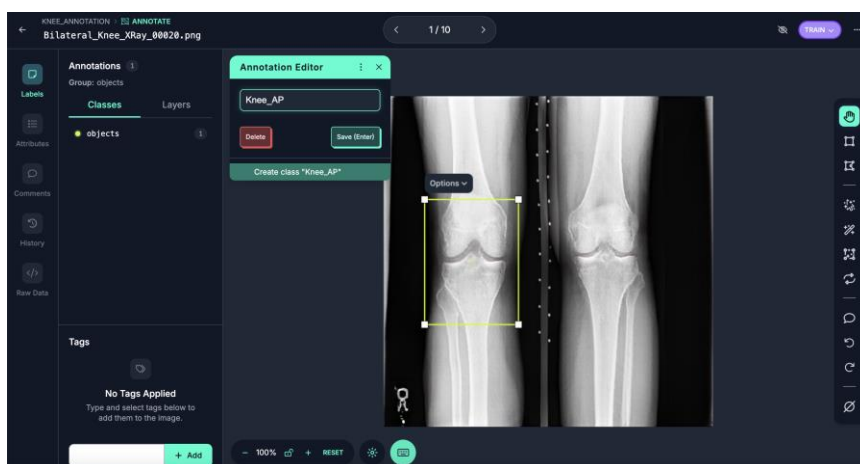 KNEE_ANNOTATION > ANNOTATE
Bilateral_Knee_XRay_00020.png
1/10
TRAIN
Labels
Attributes
Comments
History
Raw Data
Annotations 1
Group: objects
Classes Layers
objects 1
Tags
No Tags Applied
Type and select tags below to
add them to the image.
+ Add
Annotation Editor
Knee_AP
Delete Save (Enter)
Create class "Knee_AP"
Options
R
- 100% + RESET